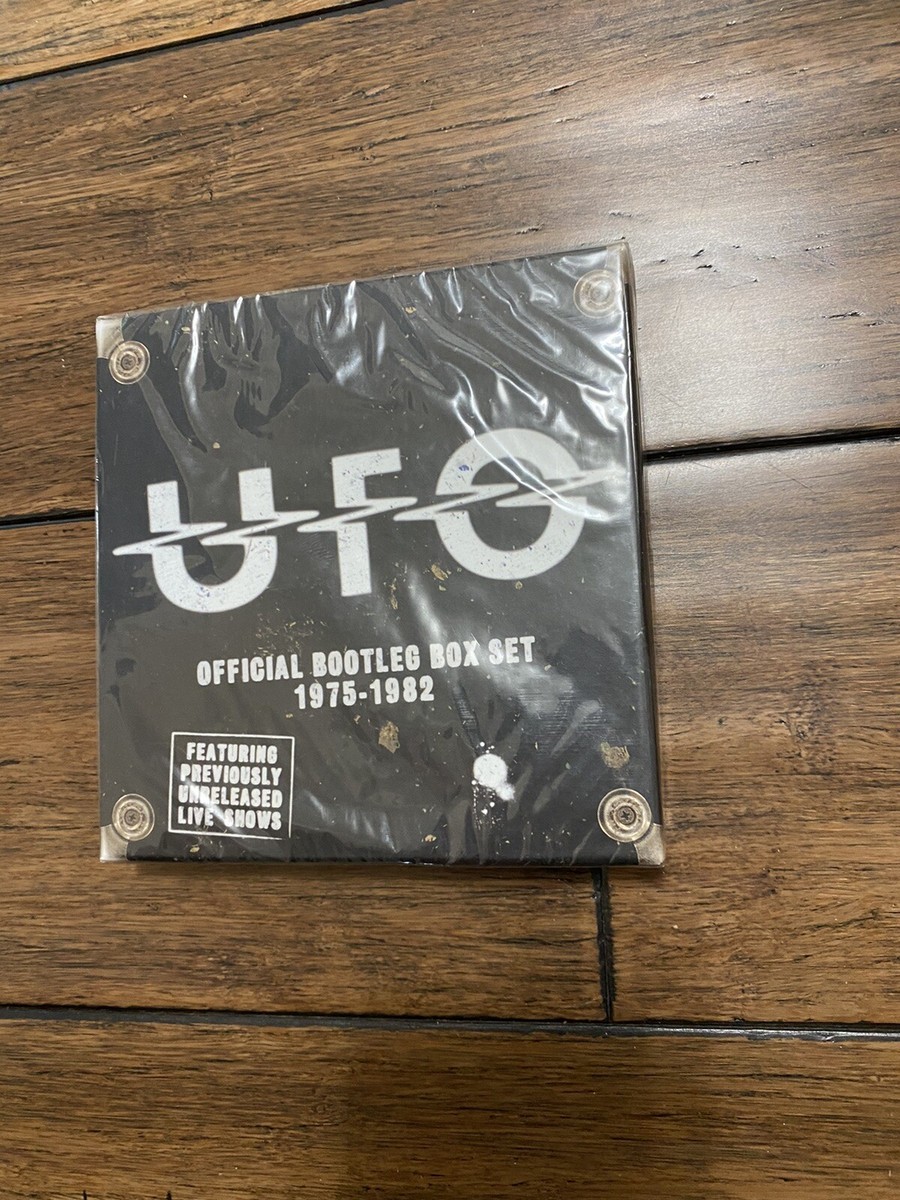 UFO
OFFICIAL BOOTLEG BOX SET
1975-1982
FEATURING
PREVIOUSLY
UNRELEASED
LIVE SHOWS